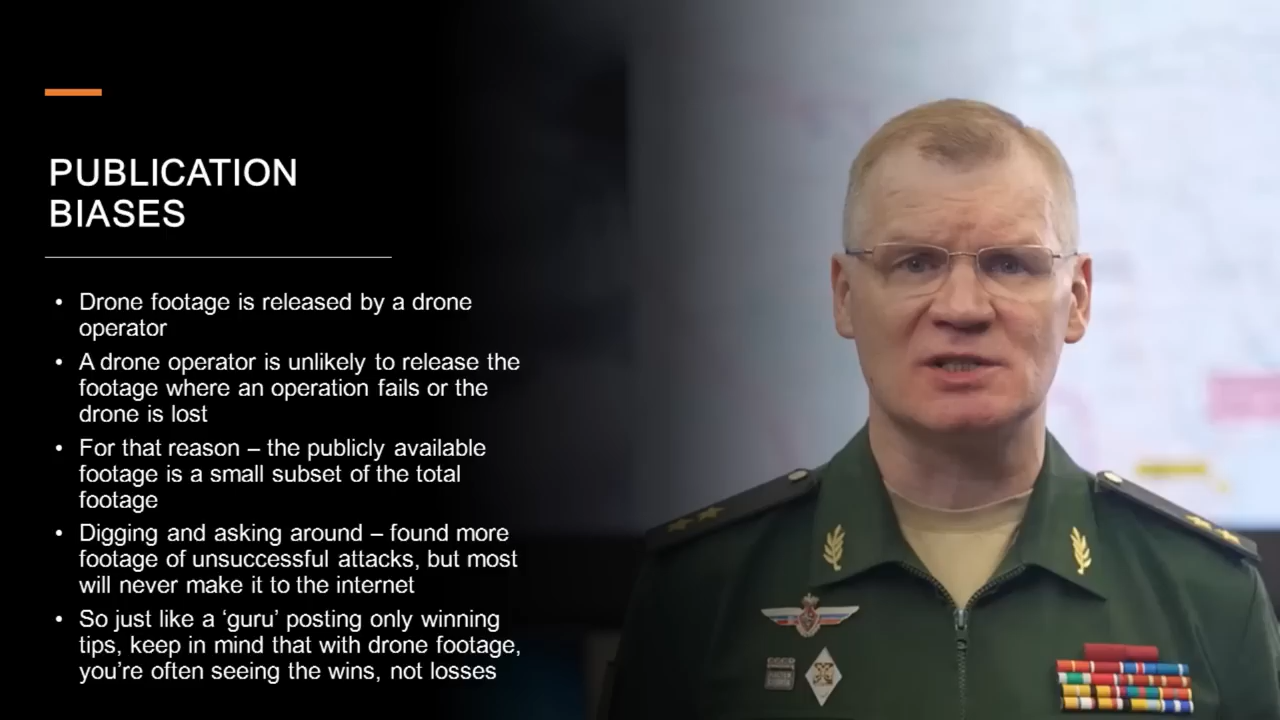 PUBLICATION
BIASES
• Drone footage is released by a drone
operator
• A drone operator is unlikely to release the
footage where an operation fails or the
drone is lost
• For that reason – the publicly available
footage is a small subset of the total
footage
• Digging and asking around – found more
footage of unsuccessful attacks, but most
will never make it to the internet
• So just like a ‘guru’ posting only winning
tips, keep in mind that with drone footage,
you’re often seeing the wins, not losses